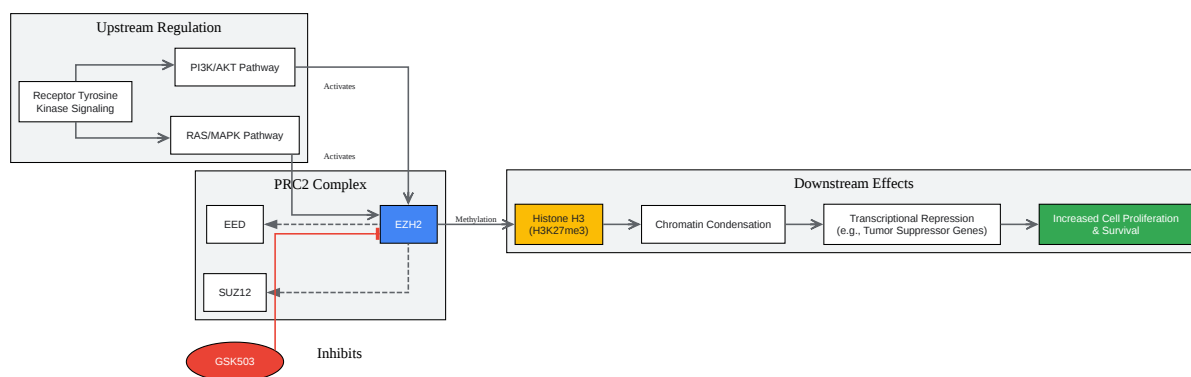 Upstream Regulation
PI3K/AKT Pathway
Receptor Tyrosine
Kinase Signaling
RAS/MAPK Pathway
Activates
Activates
PRC2 Complex
EED
EZH2
SUZ12
GSK503
Inhibits
Methylation
Downstream Effects
Histone H3
(H3K27me3)
Chromatin Condensation
Transcriptional Repression
(e.g., Tumor Suppressor Genes)
Increased Cell Proliferation
& Survival